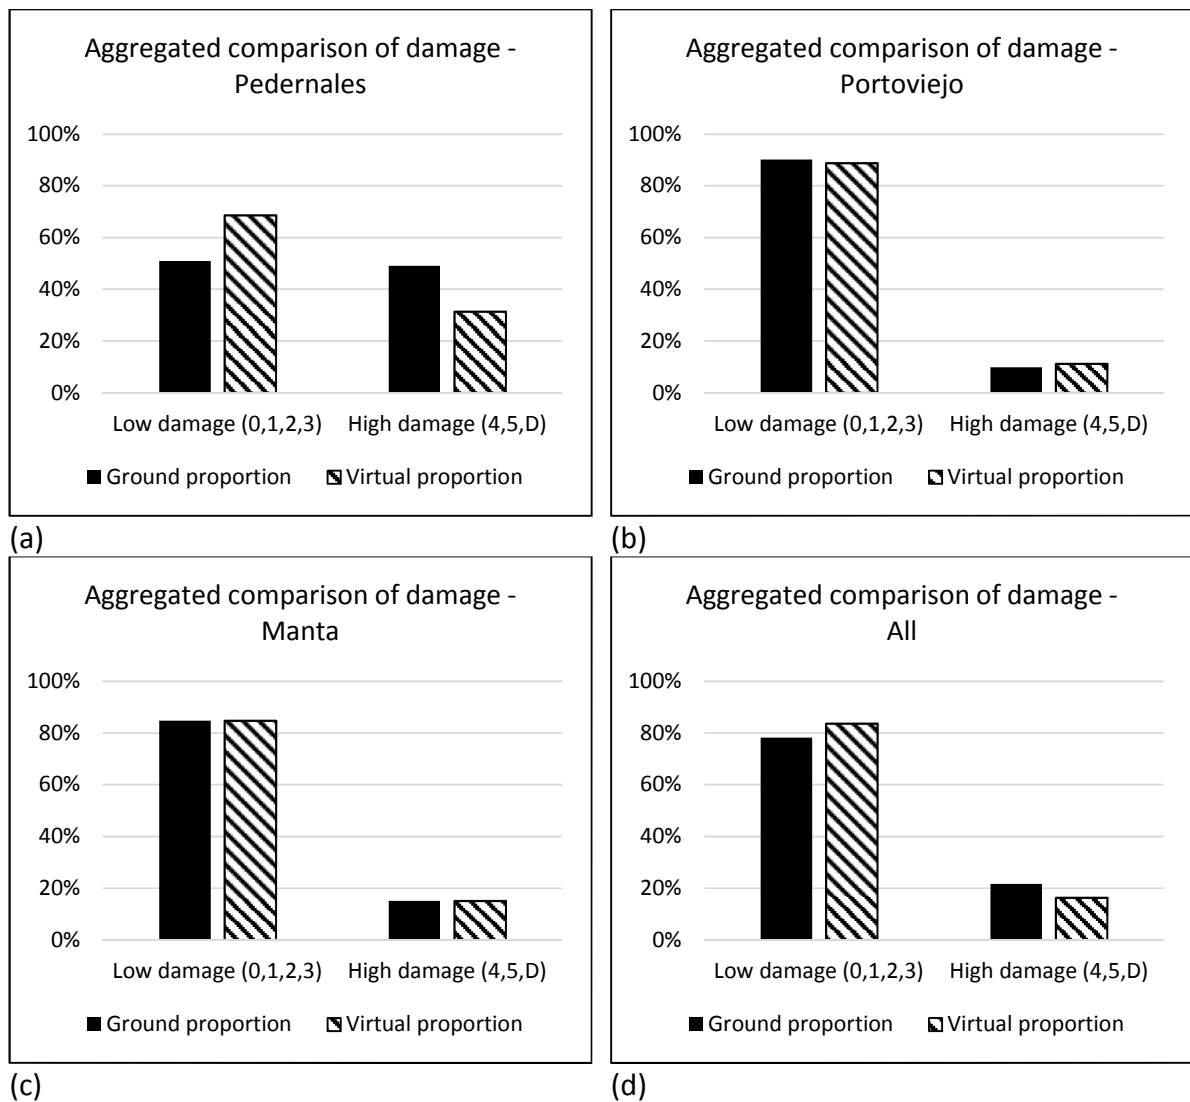 Aggregated comparison of damage -
Pedernales
100%
80%
60%
40%
20%
0%
Low damage (0,1,2,3) High damage (4,5,D)
Ground proportion Virtual proportion
(a)
Aggregated comparison of damage -
Portoviejo
100%
80%
60%
40%
20%
0%
Low damage (0,1,2,3) High damage (4,5,D)
Ground proportion Virtual proportion
(b)
Aggregated comparison of damage -
Manta
100%
80%
60%
40%
20%
0%
Low damage (0,1,2,3) High damage (4,5,D)
Ground proportion Virtual proportion
(c)
Aggregated comparison of damage -
All
100%
80%
60%
40%
20%
0%
Low damage (0,1,2,3) High damage (4,5,D)
Ground proportion Virtual proportion
(d)